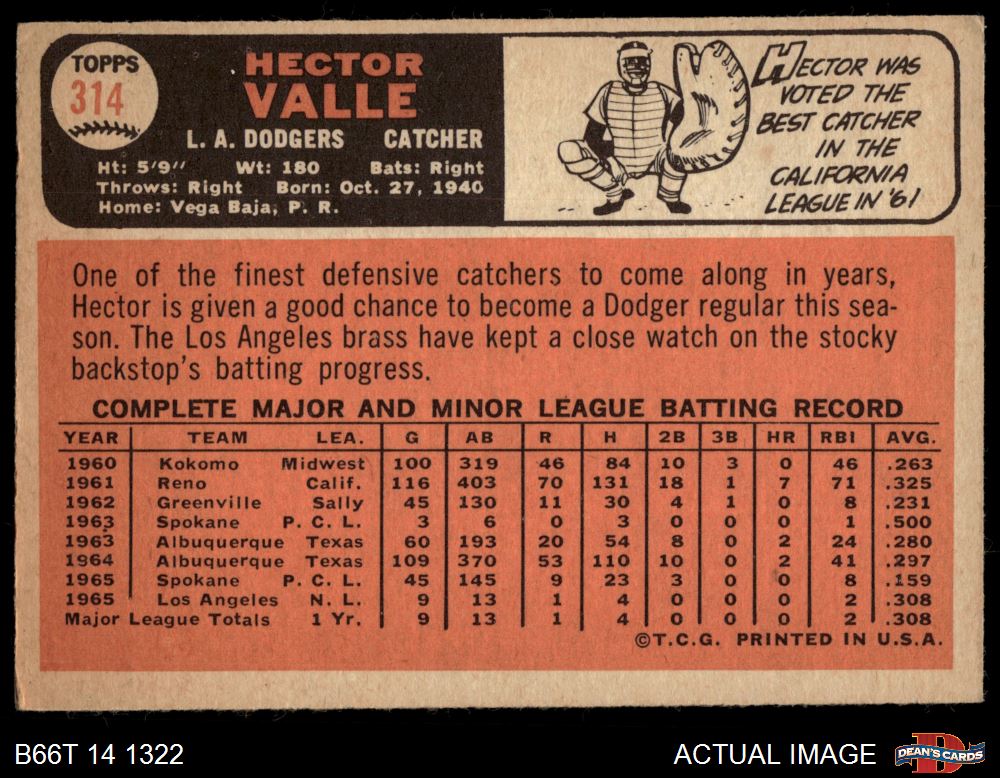 TOPPS
314
HECTOR
VALLE
L. A. DODGERS CATCHER
Ht: 5'9" Wt: 180 Bats: Right
Throws: Right Born: Oct. 27, 1940
Home: Vega Baja, P. R.
HECTOR WAS
VOTED THE
BEST CATCHER
IN THE
CALIFORNIA
LEAGUE IN '61
One of the finest defensive catchers to come along in years,
Hector is given a good chance to become a Dodger regular this sea-
son. The Los Angeles brass have kept a close watch on the stocky
backstop's batting progress.
COMPLETE MAJOR AND MINOR LEAGUE BATTING RECORD
YEAR TEAM LEA. G AB R H 2B 3B HR RBI AVG.
1960 Kokomo Midwest 100 319 46 84 10 3 0 46 .263
1961 Reno Calif. 116 403 70 131 18 1 7 71 .325
1962 Greenville Sally 45 130 11 30 4 1 0 8 .231
1963 Spokane P. C. L. 3 6 0 3 0 0 0 1 .500
1963 Albuquerque Texas 60 193 20 54 8 0 2 24 .280
1964 Albuquerque Texas 109 370 53 110 10 0 2 41 .297
1965 Spokane P. C. L. 45 145 9 23 3 0 0 8 .159
1965 Los Angeles N. L. 9 13 1 4 0 0 0 2 .308
Major League Totals 1 Yr. 9 13 1 4 0 0 0 2 .308
©T.C.G. PRINTED IN U.S.A.
B66T 14 1322 ACTUAL IMAGE
DEAN'S CARDS